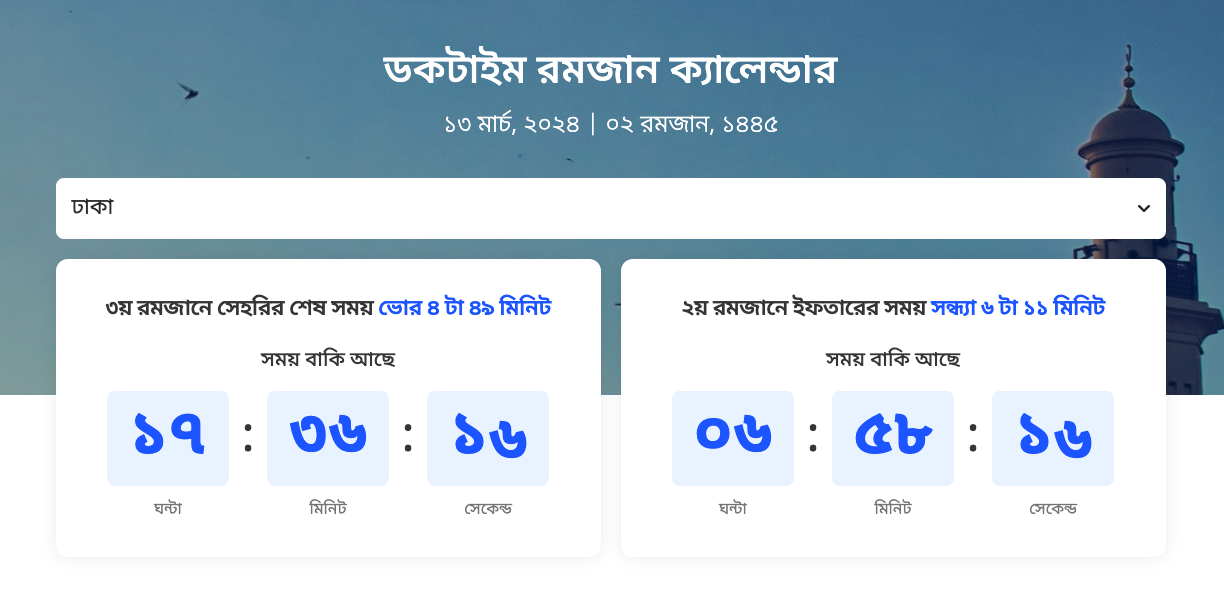 ডকটাইম রমজান ক্যালেন্ডার
১৩ মার্চ, ২০২৪ | ০২ রমজান, ১৪৪৫
ঢাকা
৩য় রমজানে সেহরির শেষ সময় ভোর ৪ টা ৪৯ মিনিট
সময় বাকি আছে
১৭ : ৩৬ : ১৬
ঘন্টা মিনিট সেকেন্ড
২য় রমজানে ইফতারের সময় সন্ধ্যা ৬ টা ১১ মিনিট
সময় বাকি আছে
০৬ : ৫৮ : ১৬
ঘন্টা মিনিট সেকেন্ড